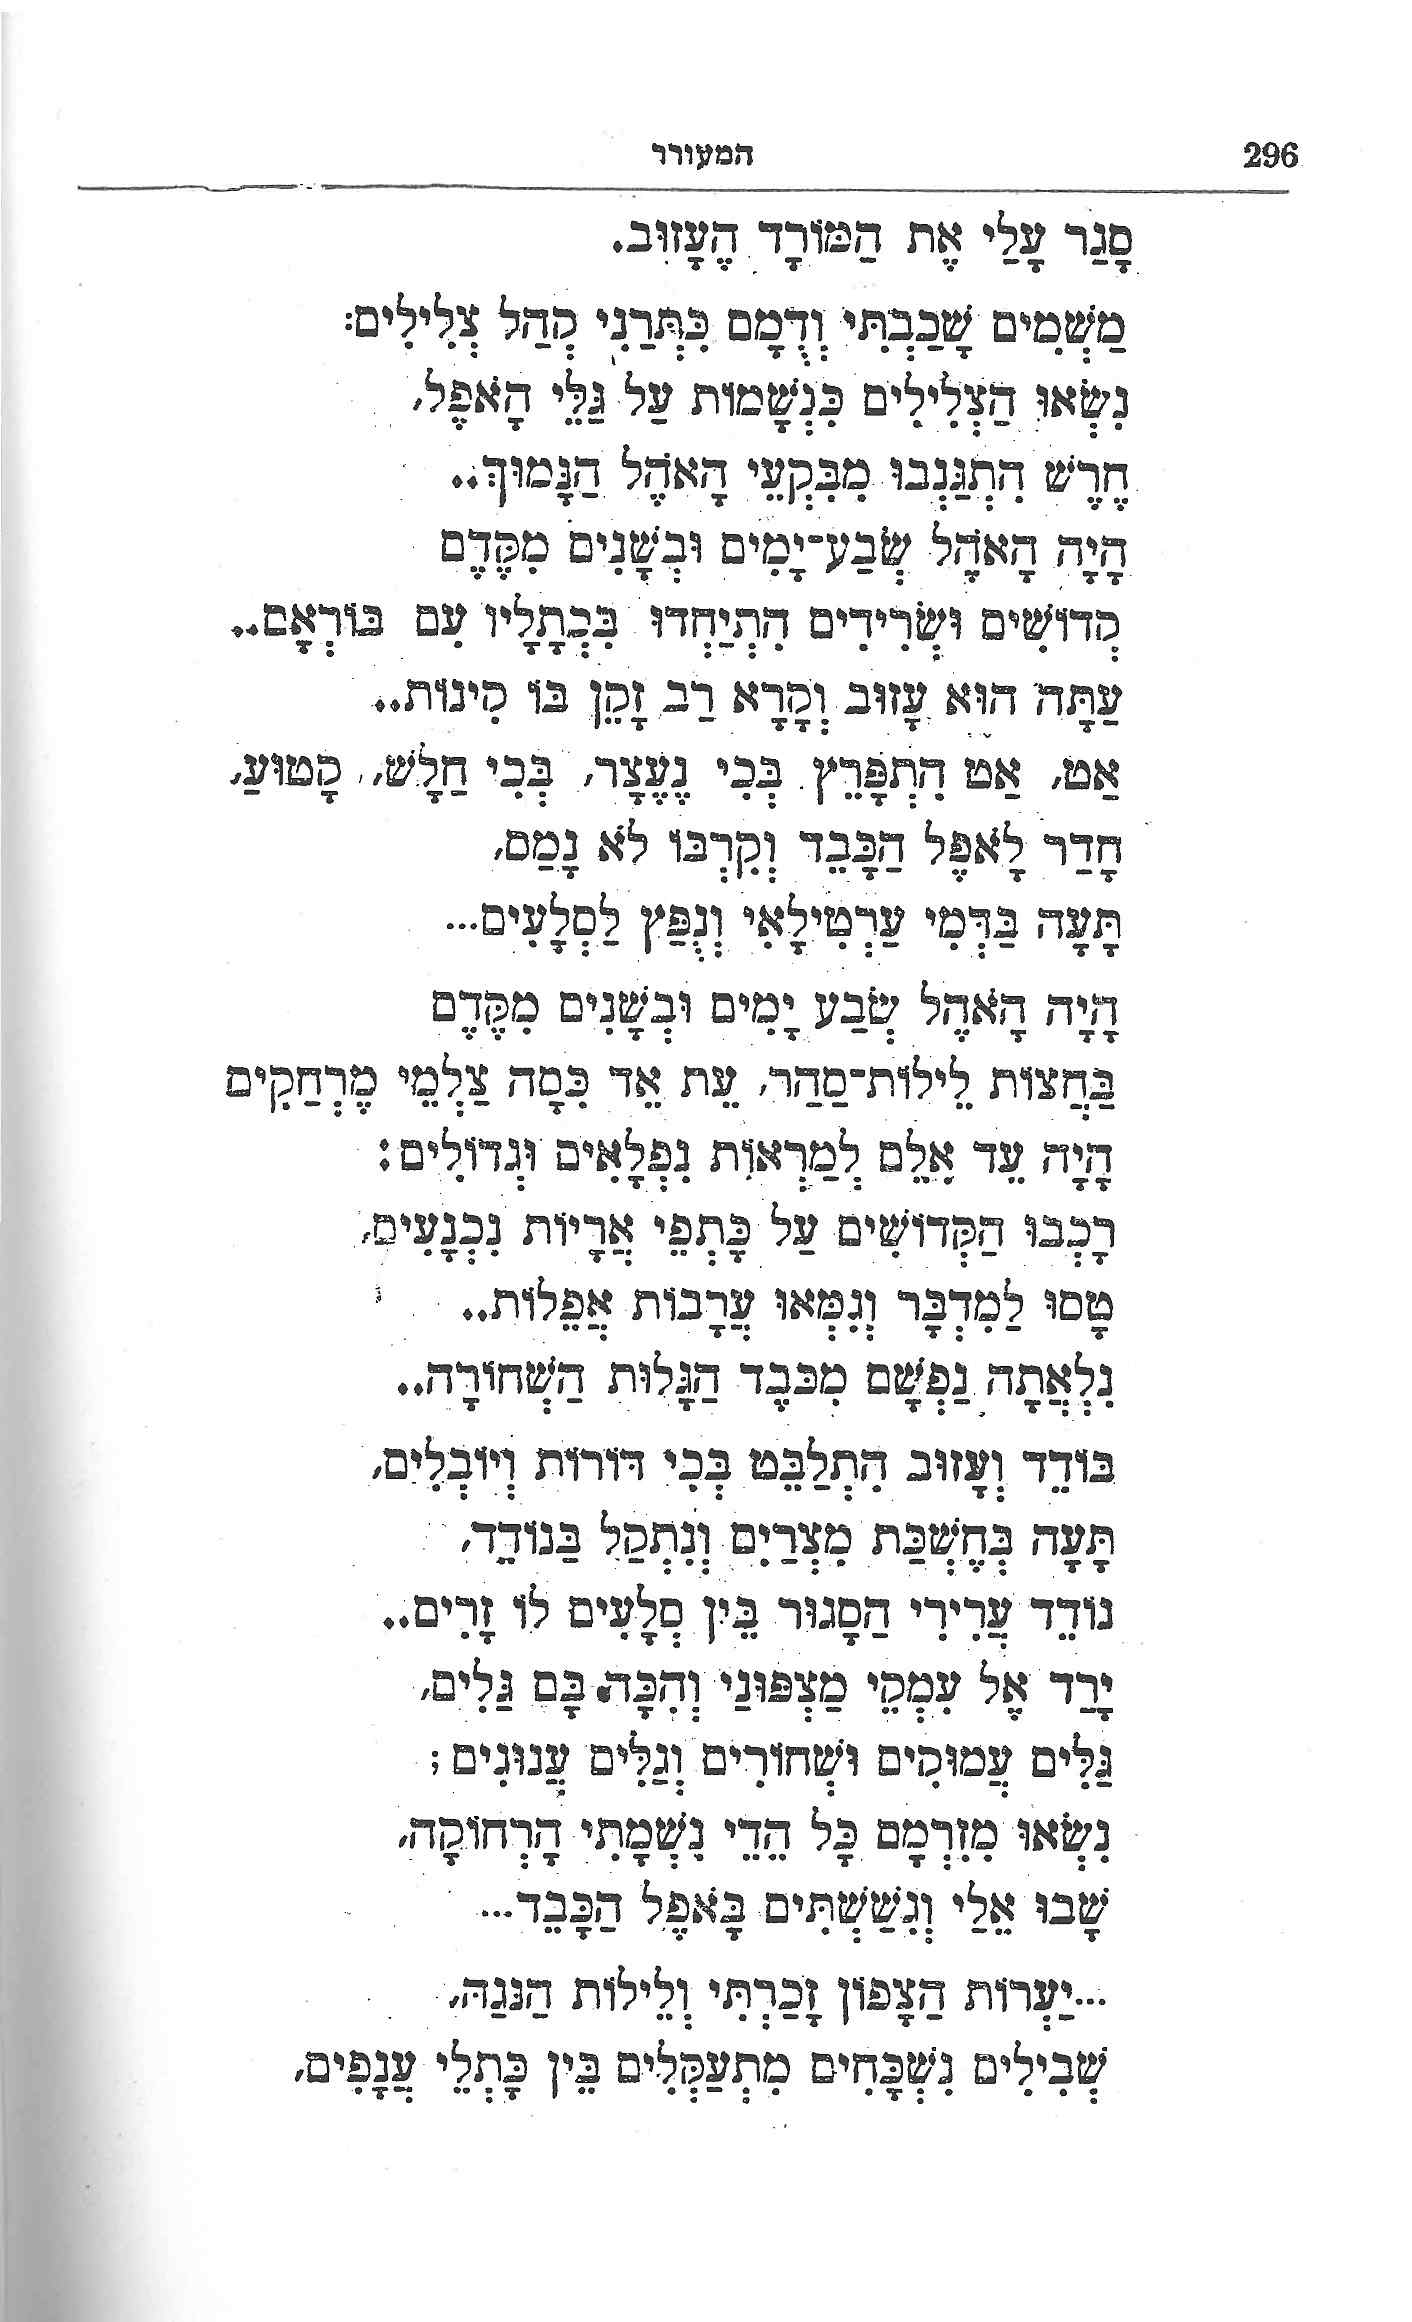 296
המעורר
סָגַר עָלַי אֶת הַמּוֹרָד הֶעָזוּב.
מַשְׁמִים שָׁכַבְתִּי וְדֻמָם כִּתְּרַנִי קְהַל צְלִילִים:
נִשְּׂאוּ הַצְלִילִים כִּנְשָׁמוֹת עַל גַּלֵּי הָאֹפֶל,
חֶרֶשׁ הִתְגַּנְּבוּ מִבִּקְעֵי הָאֹהֶל הַנָּמוּךְ..
הָיָה הָאֹהֶל שְׂבַע־יָמִים וּבְשָׁנִים מִקֶּדֶם
קְדוֹשִׁים וּשְׂרִידִים הִתְיַחְדוּ בִּכְתָלָיו עִם בּוֹרְאָם..
עַתָּה הוּא עָזוּב וְקָרָא רַב זָקֵן בּוֹ קִינוֹת..
אַט, אַט הִתְפָּרֵץ בְּכִי נֶעֱצָר, בְּכִי חַלָּשׁ, קָטוּעַ,
חָדַר לָאֹפֶל הַכָּבֵד וְקִרְבּוֹ לֹא נָמַס,
תָּעָה בַּדְּמִי עַרְטִילָאִי וְנֻפַּץ לַסְלָעִים...
הָיָה הָאֹהֶל שְׂבַע יָמִים וּבְשָׁנִים מִקֶּדֶם
בַּחֲצוֹת לֵילוֹת־סַהַר, עֵת אֵד כִּסָה צַלְמֵי מֶרְחַקִים
הָיָה עֵד אִלֵּם לְמַרְאוֹת נִפְלָאִים וּגְדוֹלִים:
רָכְבוּ הַקְּדוֹשִׁים עַל כָּתְפֵי אֲרָיוֹת נִכְנָעִים,
טָסוּ לַמִדְבָּר וְגִמְּאוּ עֲרָבוֹת אֲפֵלוֹת..
נִלְאֲתָה נַפְשָׁם מִכֹּבֶד הַגָּלוּת הַשְּׁחוֹרָה..
בּוֹדֵד וְעָזוּב הִתְלַבֵּט בְּכִי דּוֹרוֹת וְיוֹבְלִים,
תָּעָה בְּחֶשְׁכַּת מִצְרַיִם וְנִתְקַל בַּנוֹדֵד,
נוֹדֵד עֲרִירִי הַסָגוּר בֵּין סְלָעִים לוֹ זָרִים..
יָרַד אֶל עִמְקֵי מַצְפּוּנַי וְהִכָּה בָּם גַּלִים,
גַּלִּים עֲמוּקִים וּשְׁחוֹרִים וְגַלִּים עֲנוּגִים;
נִשְּׂאוּ מִזִרְמָם כָּל הֵדֵי נִשְׁמָתִי הָרְחוֹקָה,
שָׁבוּ אֵלַי וְגִשַׁשְׁתִּים בָּאֹפֶל הַכָּבֵד...
...יַעְרוֹת הַצָפוֹן זָכַרְתִּי וְלֵילוֹת הַנֹּגַהּ,
שְׁבִילִים נִשְׁכָּחִים מִתְעַקְּלִים בֵּין כָּתְלֵי עֲנָפִים,